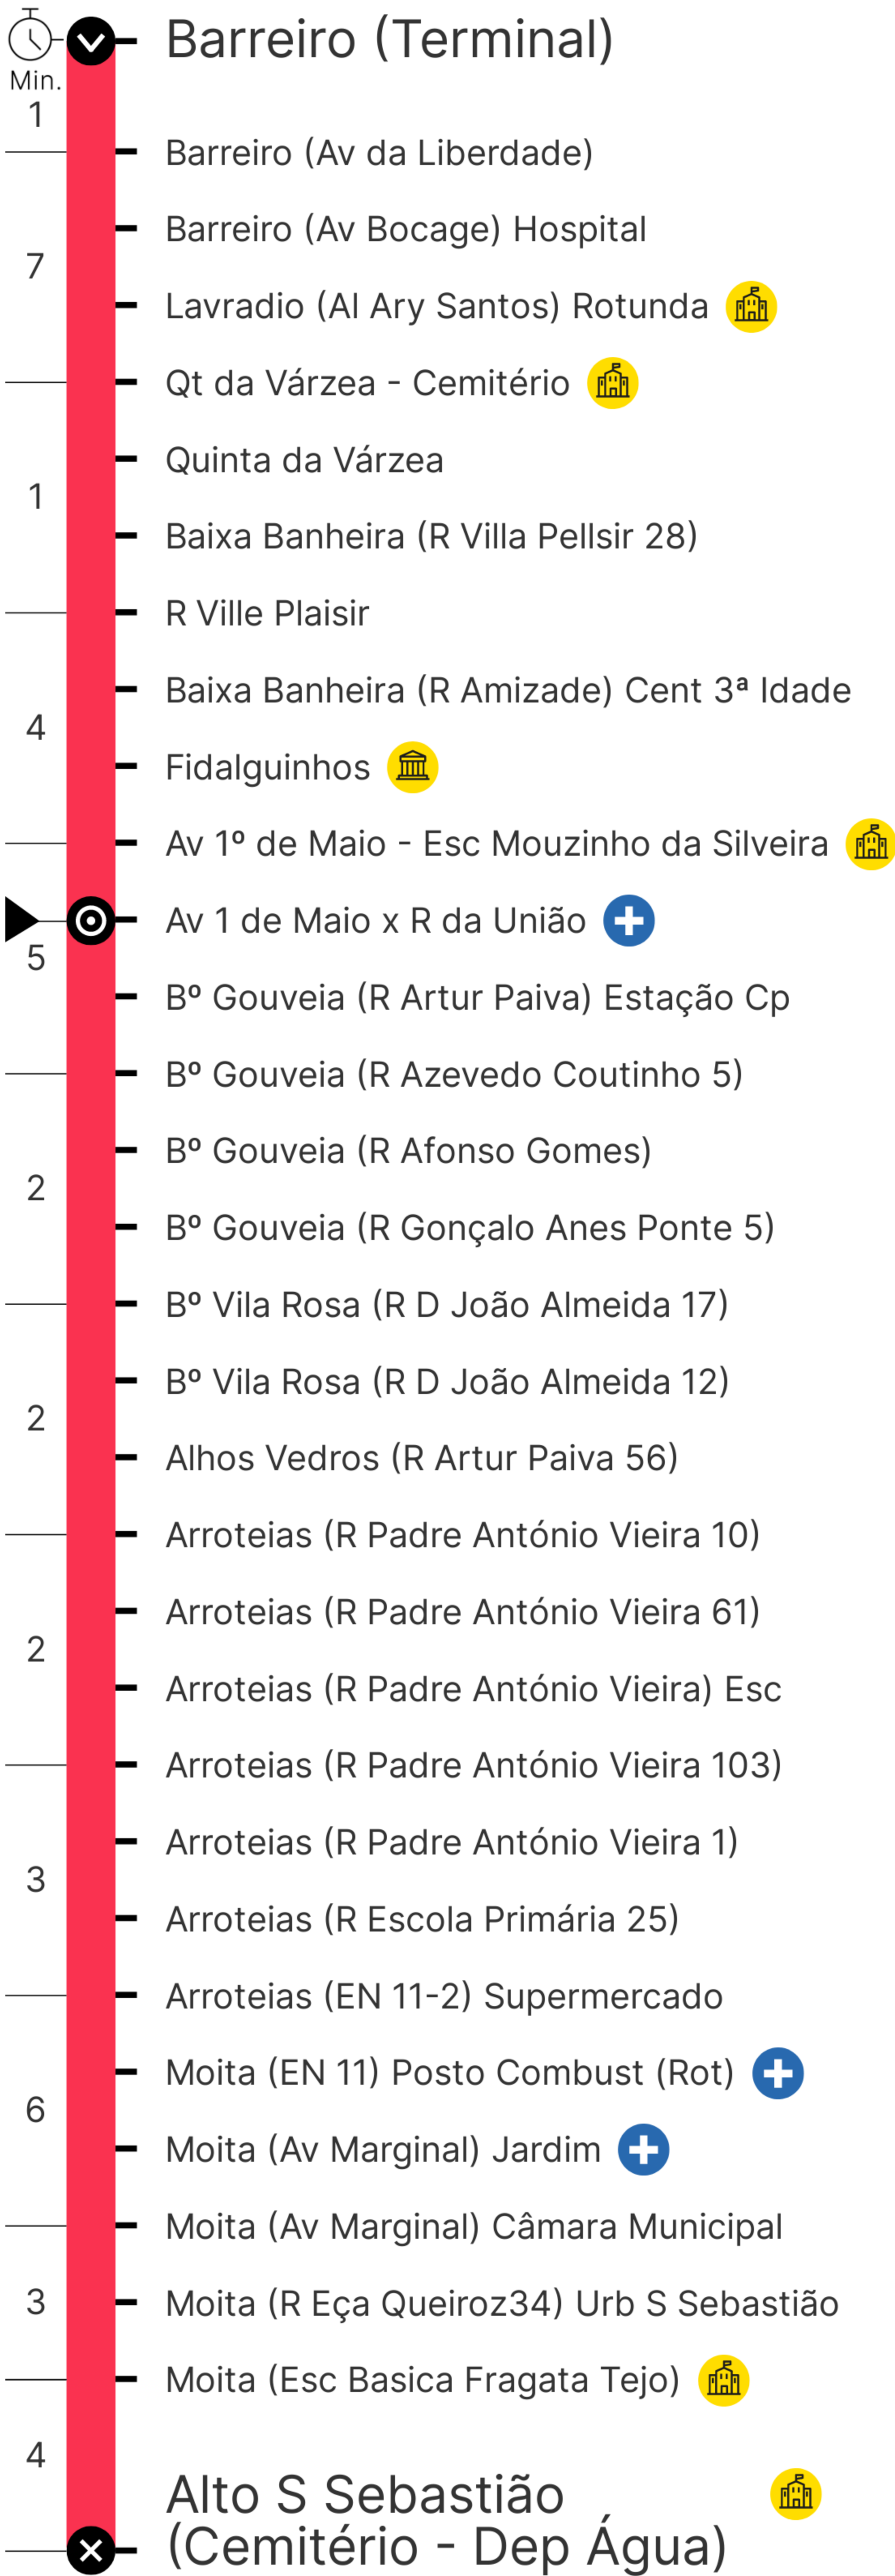 Barreiro (Terminal)
Min.
1
Barreiro (Av da Liberdade)
Barreiro (Av Bocage) Hospital
7
Lavradio (Al Ary Santos) Rotunda
Qt da Várzea - Cemitério
Quinta da Várzea
1
Baixa Banheira (R Villa Pellsir 28)
R Ville Plaisir
Baixa Banheira (R Amizade) Cent 3ª Idade
4
Fidalguinhos
Av 1º de Maio - Esc Mouzinho da Silveira
Av 1 de Maio x R da União
5
Bº Gouveia (R Artur Paiva) Estação Cp
Bº Gouveia (R Azevedo Coutinho 5)
Bº Gouveia (R Afonso Gomes)
2
Bº Gouveia (R Gonçalo Anes Ponte 5)
Bº Vila Rosa (R D João Almeida 17)
Bº Vila Rosa (R D João Almeida 12)
2
Alhos Vedros (R Artur Paiva 56)
Arroteias (R Padre António Vieira 10)
Arroteias (R Padre António Vieira 61)
2
Arroteias (R Padre António Vieira) Esc
Arroteias (R Padre António Vieira 103)
Arroteias (R Padre António Vieira 1)
3
Arroteias (R Escola Primária 25)
Arroteias (EN 11-2) Supermercado
Moita (EN 11) Posto Combust (Rot)
6
Moita (Av Marginal) Jardim
Moita (Av Marginal) Câmara Municipal
3
Moita (R Eça Queiroz34) Urb S Sebastião
Moita (Esc Basica Fragata Tejo)
4
Alto S Sebastião
(Cemitério - Dep Água)